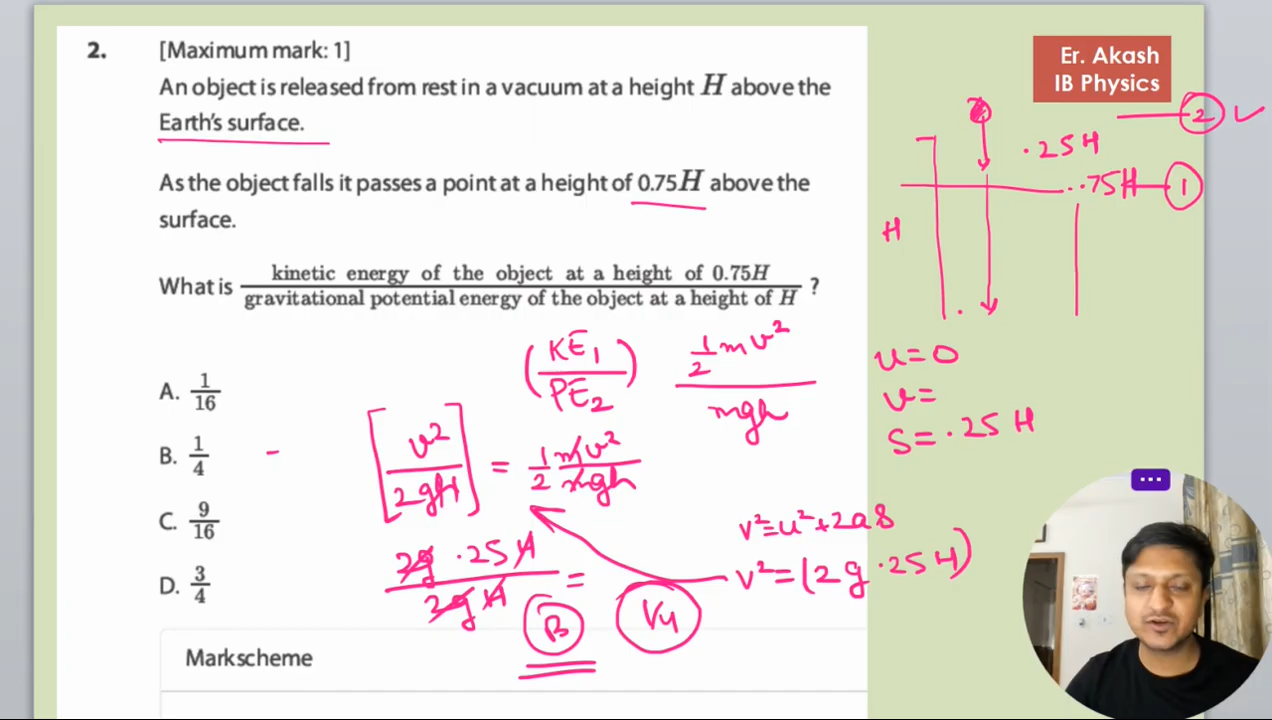 2. [Maximum mark: 1]
An object is released from rest in a vacuum at a height H above the
Earth's surface.
As the object falls it passes a point at a height of 0.75H above the
surface.
What is kinetic energy of the object at a height of 0.75H / gravitational potential energy of the object at a height of H ?
A. 1/16
B. 1/4
C. 9/16
D. 3/4
Markscheme
Er. Akash
IB Physics
2
.25H
.75H
1
H
(KE₁/PE₂)
½mv²/mgh
[v²/2gH] = ½ mv²/mgh
2g .25H / 2gH =
1/4
B
u=0
v=
S= .25 H
v²=u²+2as
v²=(2g .25H)